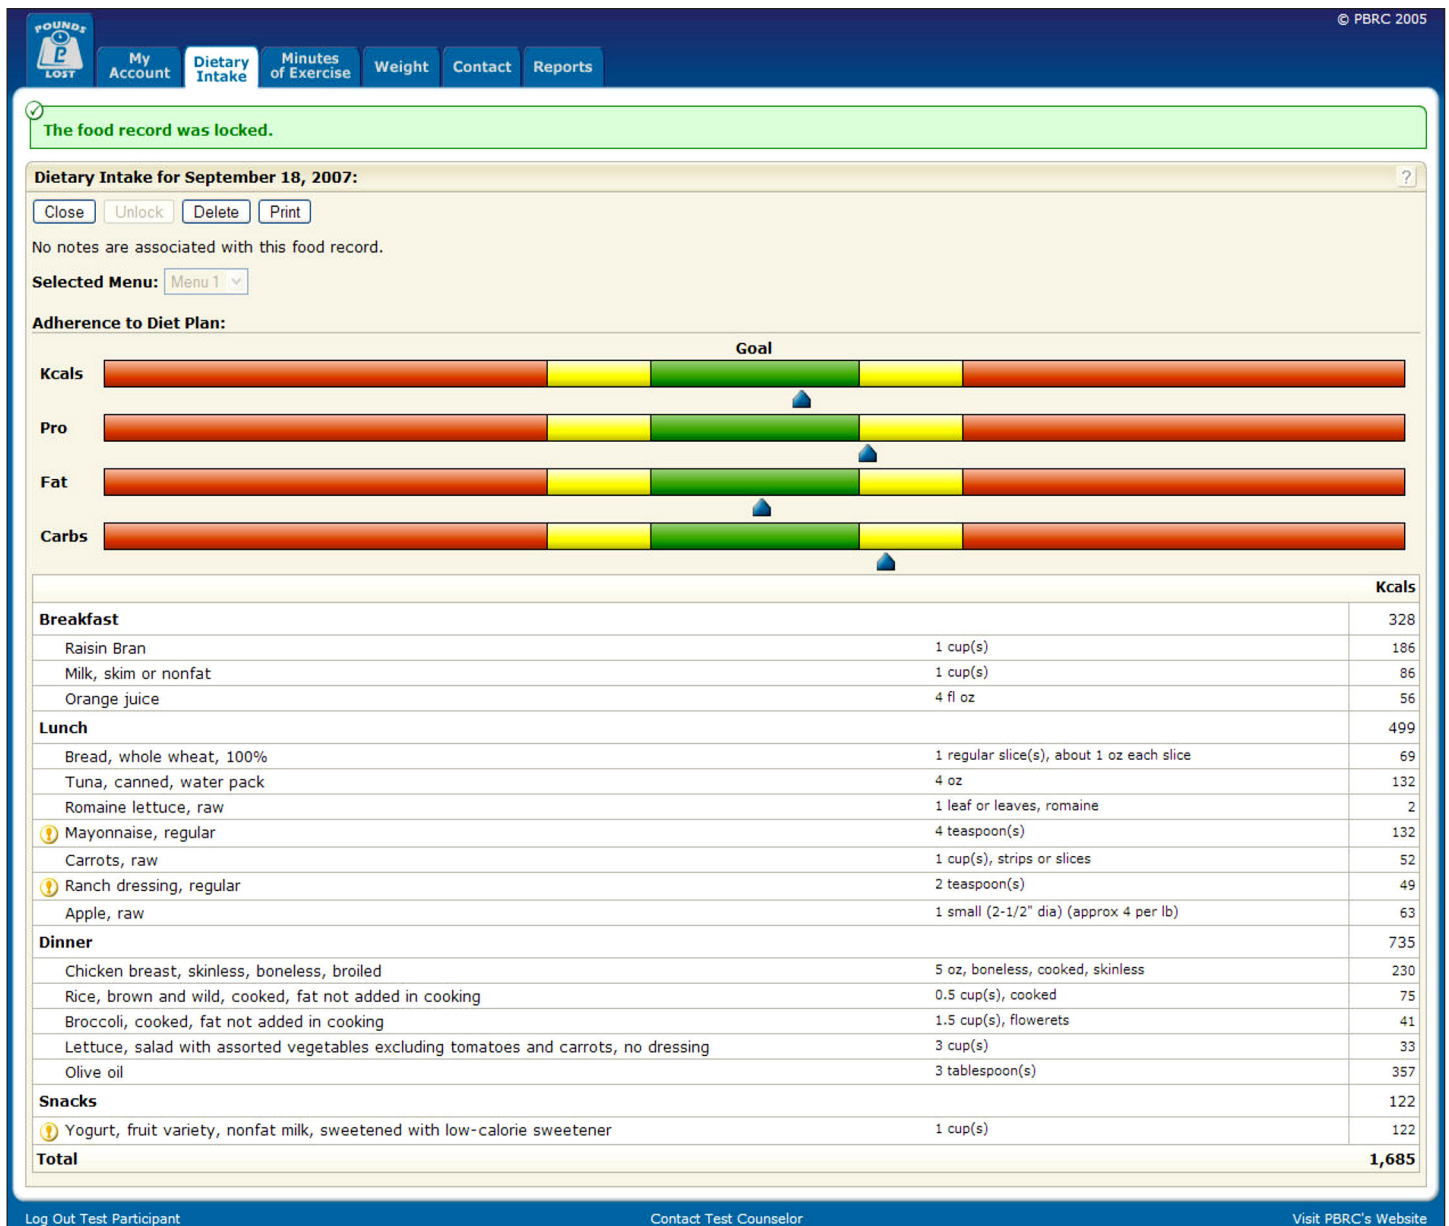 © PBRC 2005
POUNDS
P
LOST
My Account
Dietary Intake
Minutes of Exercise
Weight
Contact
Reports
The food record was locked.
Dietary Intake for September 18, 2007:
?
Close Unlock Delete Print
No notes are associated with this food record.
Selected Menu: Menu 1
Adherence to Diet Plan:
Goal
Kcals
Pro
Fat
Carbs
Kcals
Breakfast 328
Raisin Bran 1 cup(s) 186
Milk, skim or nonfat 1 cup(s) 86
Orange juice 4 fl oz 56
Lunch 499
Bread, whole wheat, 100% 1 regular slice(s), about 1 oz each slice 69
Tuna, canned, water pack 4 oz 132
Romaine lettuce, raw 1 leaf or leaves, romaine 2
Mayonnaise, regular 4 teaspoon(s) 132
Carrots, raw 1 cup(s), strips or slices 52
Ranch dressing, regular 2 teaspoon(s) 49
Apple, raw 1 small (2-1/2" dia) (approx 4 per lb) 63
Dinner 735
Chicken breast, skinless, boneless, broiled 5 oz, boneless, cooked, skinless 230
Rice, brown and wild, cooked, fat not added in cooking 0.5 cup(s), cooked 75
Broccoli, cooked, fat not added in cooking 1.5 cup(s), flowerets 41
Lettuce, salad with assorted vegetables excluding tomatoes and carrots, no dressing 3 cup(s) 33
Olive oil 3 tablespoon(s) 357
Snacks 122
Yogurt, fruit variety, nonfat milk, sweetened with low-calorie sweetener 1 cup(s) 122
Total 1,685
Log Out Test Participant Contact Test Counselor Visit PBRC's Website